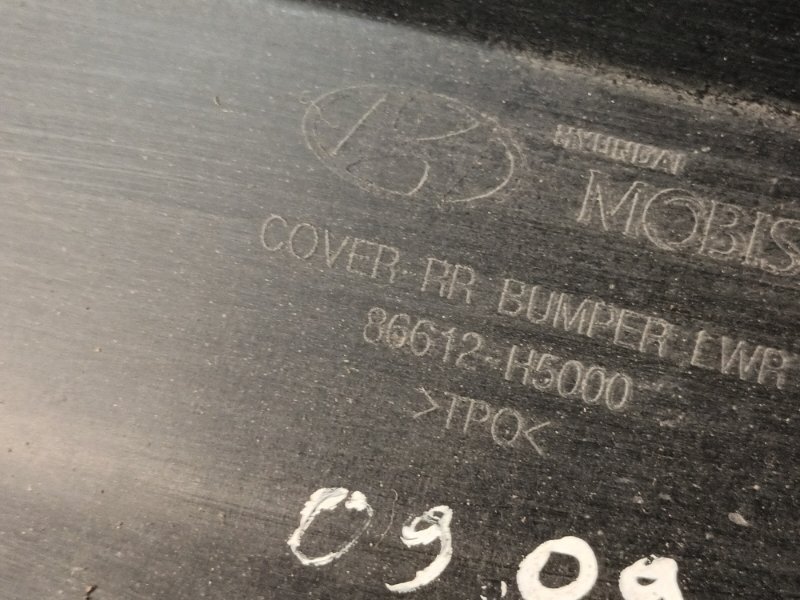 HYUNDAI
MOBIS
COVER-RR BUMPER LWR
86612-H5000
>TPO<
09 09